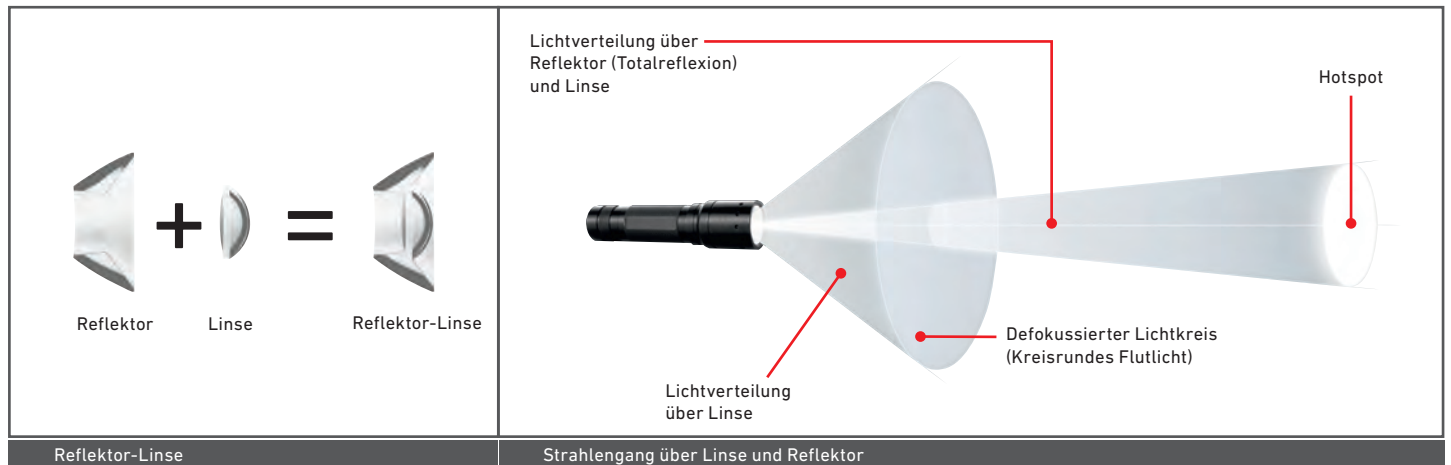 Reflektor
Linse
Reflektor-Linse
Lichtverteilung über
Reflektor (Totalreflexion)
und Linse
Hotspot
Defokussierter Lichtkreis
(Kreisrundes Flutlicht)
Lichtverteilung
über Linse
Reflektor-Linse
Strahlengang über Linse und Reflektor